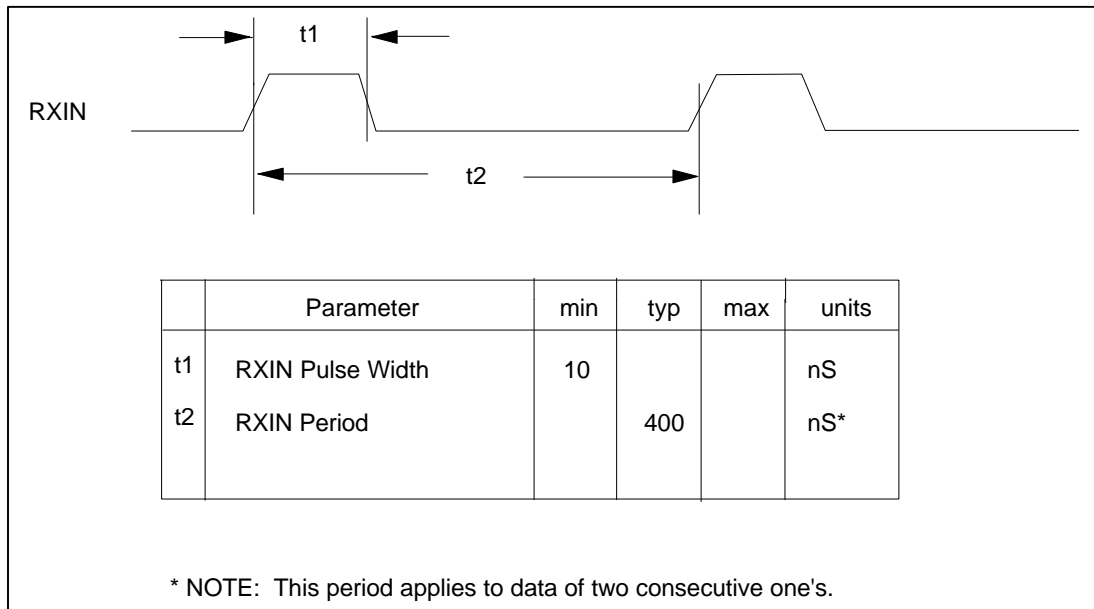 t1
RXIN
t2
Parameter min typ max units
t1 RXIN Pulse Width 10 nS
t2 RXIN Period 400 nS*
* NOTE: This period applies to data of two consecutive one's.